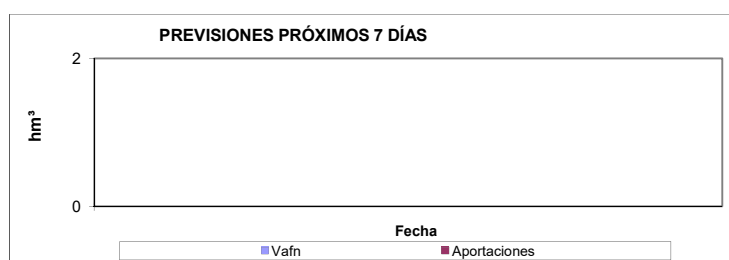 PREVISIONES PRÓXIMOS 7 DÍAS
2
hm³
0
Fecha
Vafn Aportaciones